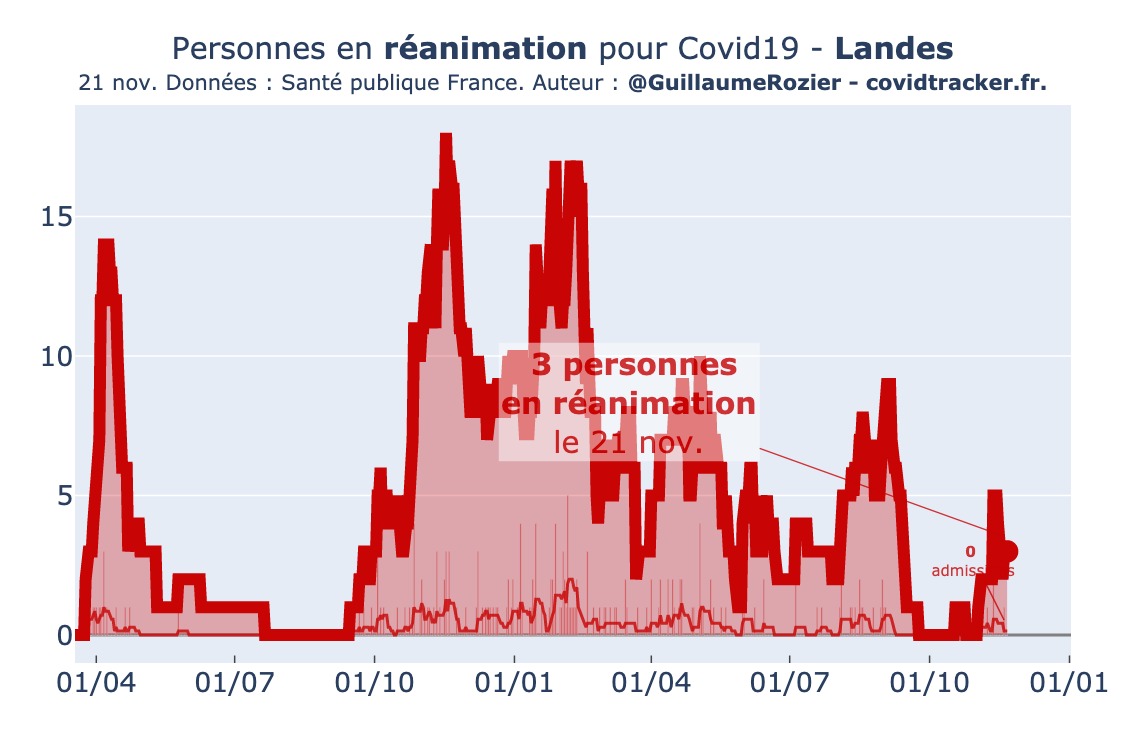 Personnes en réanimation pour Covid19 - Landes
21 nov. Données : Santé publique France. Auteur : @GuillaumeRozier - covidtracker.fr.
15
10
5
0
3 personnes
en réanimation
le 21 nov.
0
admissions
01/04
01/07
01/10
01/01
01/04
01/07
01/10
01/01